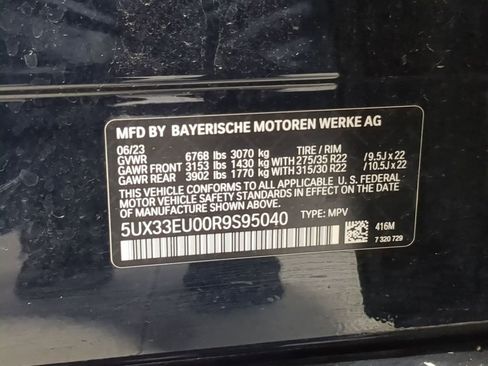 MFD BY BAYERISCHE MOTOREN WERKE AG
06/23 TIRE / RIM
GVWR 6768 lbs 3070 kg
GAWR FRONT 3153 lbs 1430 kg WITH 275/35 R22 / 9.5J x 22
GAWR REAR 3902 lbs 1770 kg WITH 315/30 R22 / 10.5J x 22
THIS VEHICLE CONFORMS TO ALL APPLICABLE U. S. FEDERAL
MOTOR VEHICLE SAFETY STANDARDS IN EFFECT ON THE DATE
OF MANUFACTURE SHOWN ABOVE.
5UX33EU00R9S95040 TYPE: MPV
416M
7 320 729